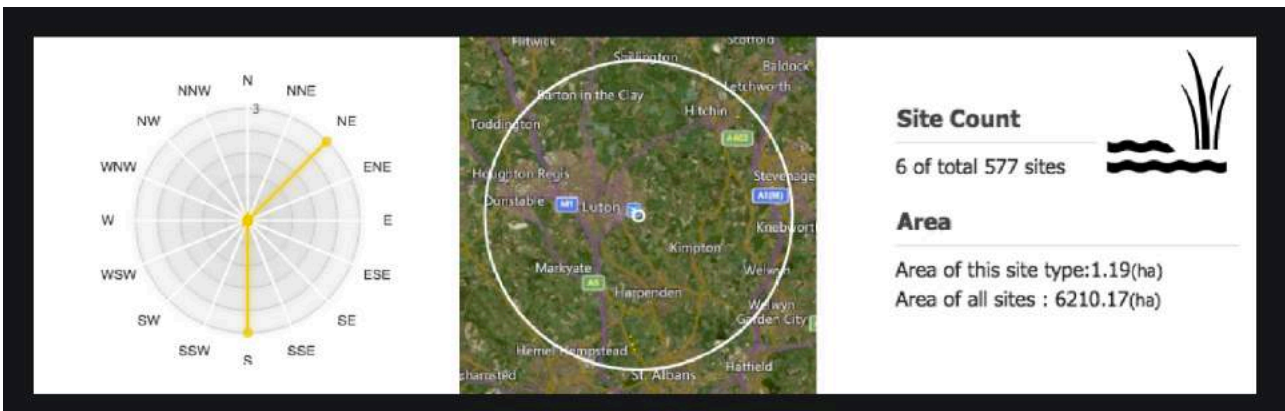 N
NNE
NE
ENE
E
ESE
SE
SSE
S
SSW
SW
WSW
W
WNW
NW
NNW
3
Flitwick
Stotfold
Baldock
Letchworth
Barton in the Clay
Hitchin
Toddington
A602
Houghton Regis
Stevenage
Dunstable
M1
Luton
A1(M)
Knebwort
Kimpton
Markyate
Welwyn
A5
Harpenden
Welwyn
Garden City
Hemel Hempstead
Hatfield
St. Albans
Site Count
6 of total 577 sites
Area
Area of this site type:1.19(ha)
Area of all sites : 6210.17(ha)